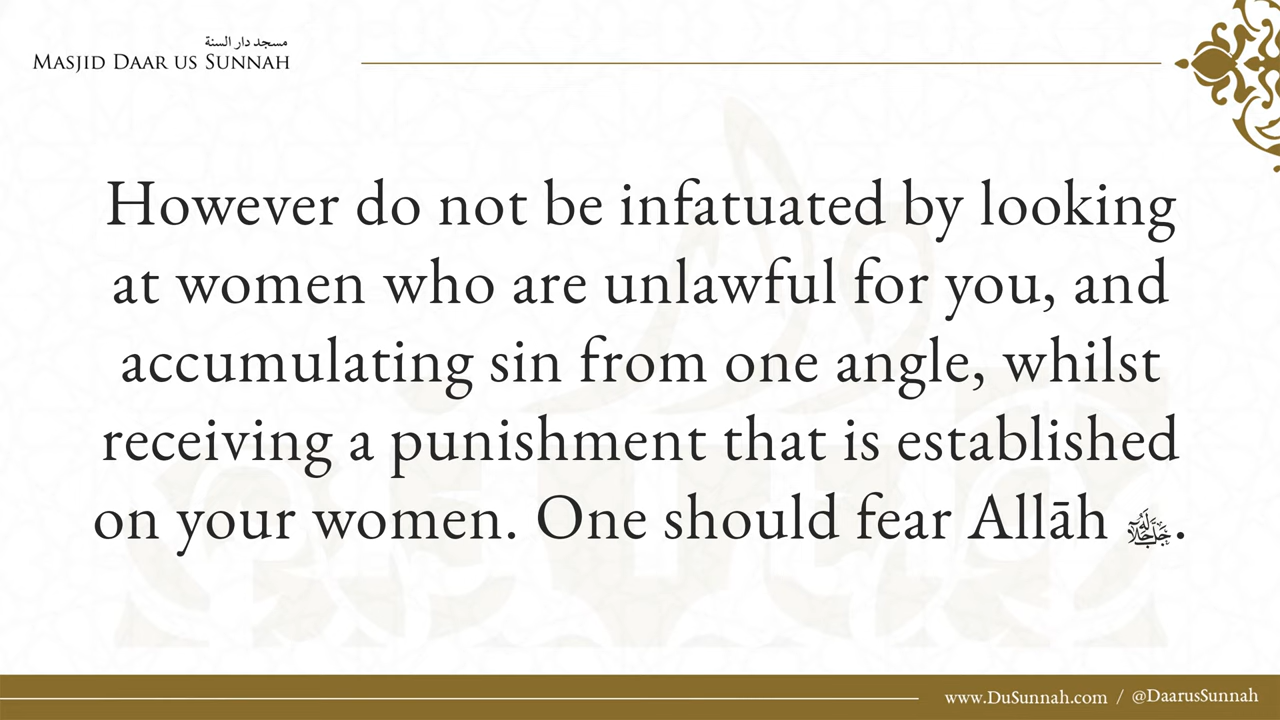 مسجد دار السنة
MASJID DAAR US SUNNAH
However do not be infatuated by looking
at women who are unlawful for you, and
accumulating sin from one angle, whilst
receiving a punishment that is established
on your women. One should fear Allāh ﷻ.
www.DuSunnah.com / @DaarusSunnah